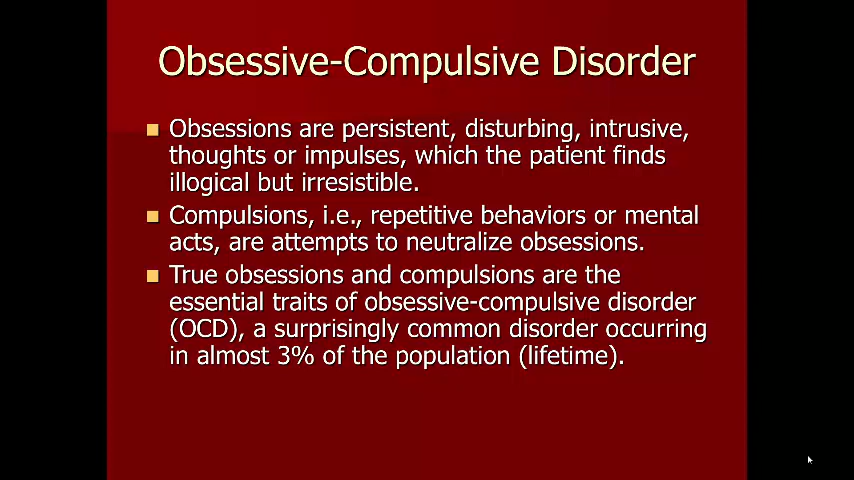 Obsessive-Compulsive Disorder
Obsessions are persistent, disturbing, intrusive,
thoughts or impulses, which the patient finds
illogical but irresistible.
Compulsions, i.e., repetitive behaviors or mental
acts, are attempts to neutralize obsessions.
True obsessions and compulsions are the
essential traits of obsessive-compulsive disorder
(OCD), a surprisingly common disorder occurring
in almost 3% of the population (lifetime).